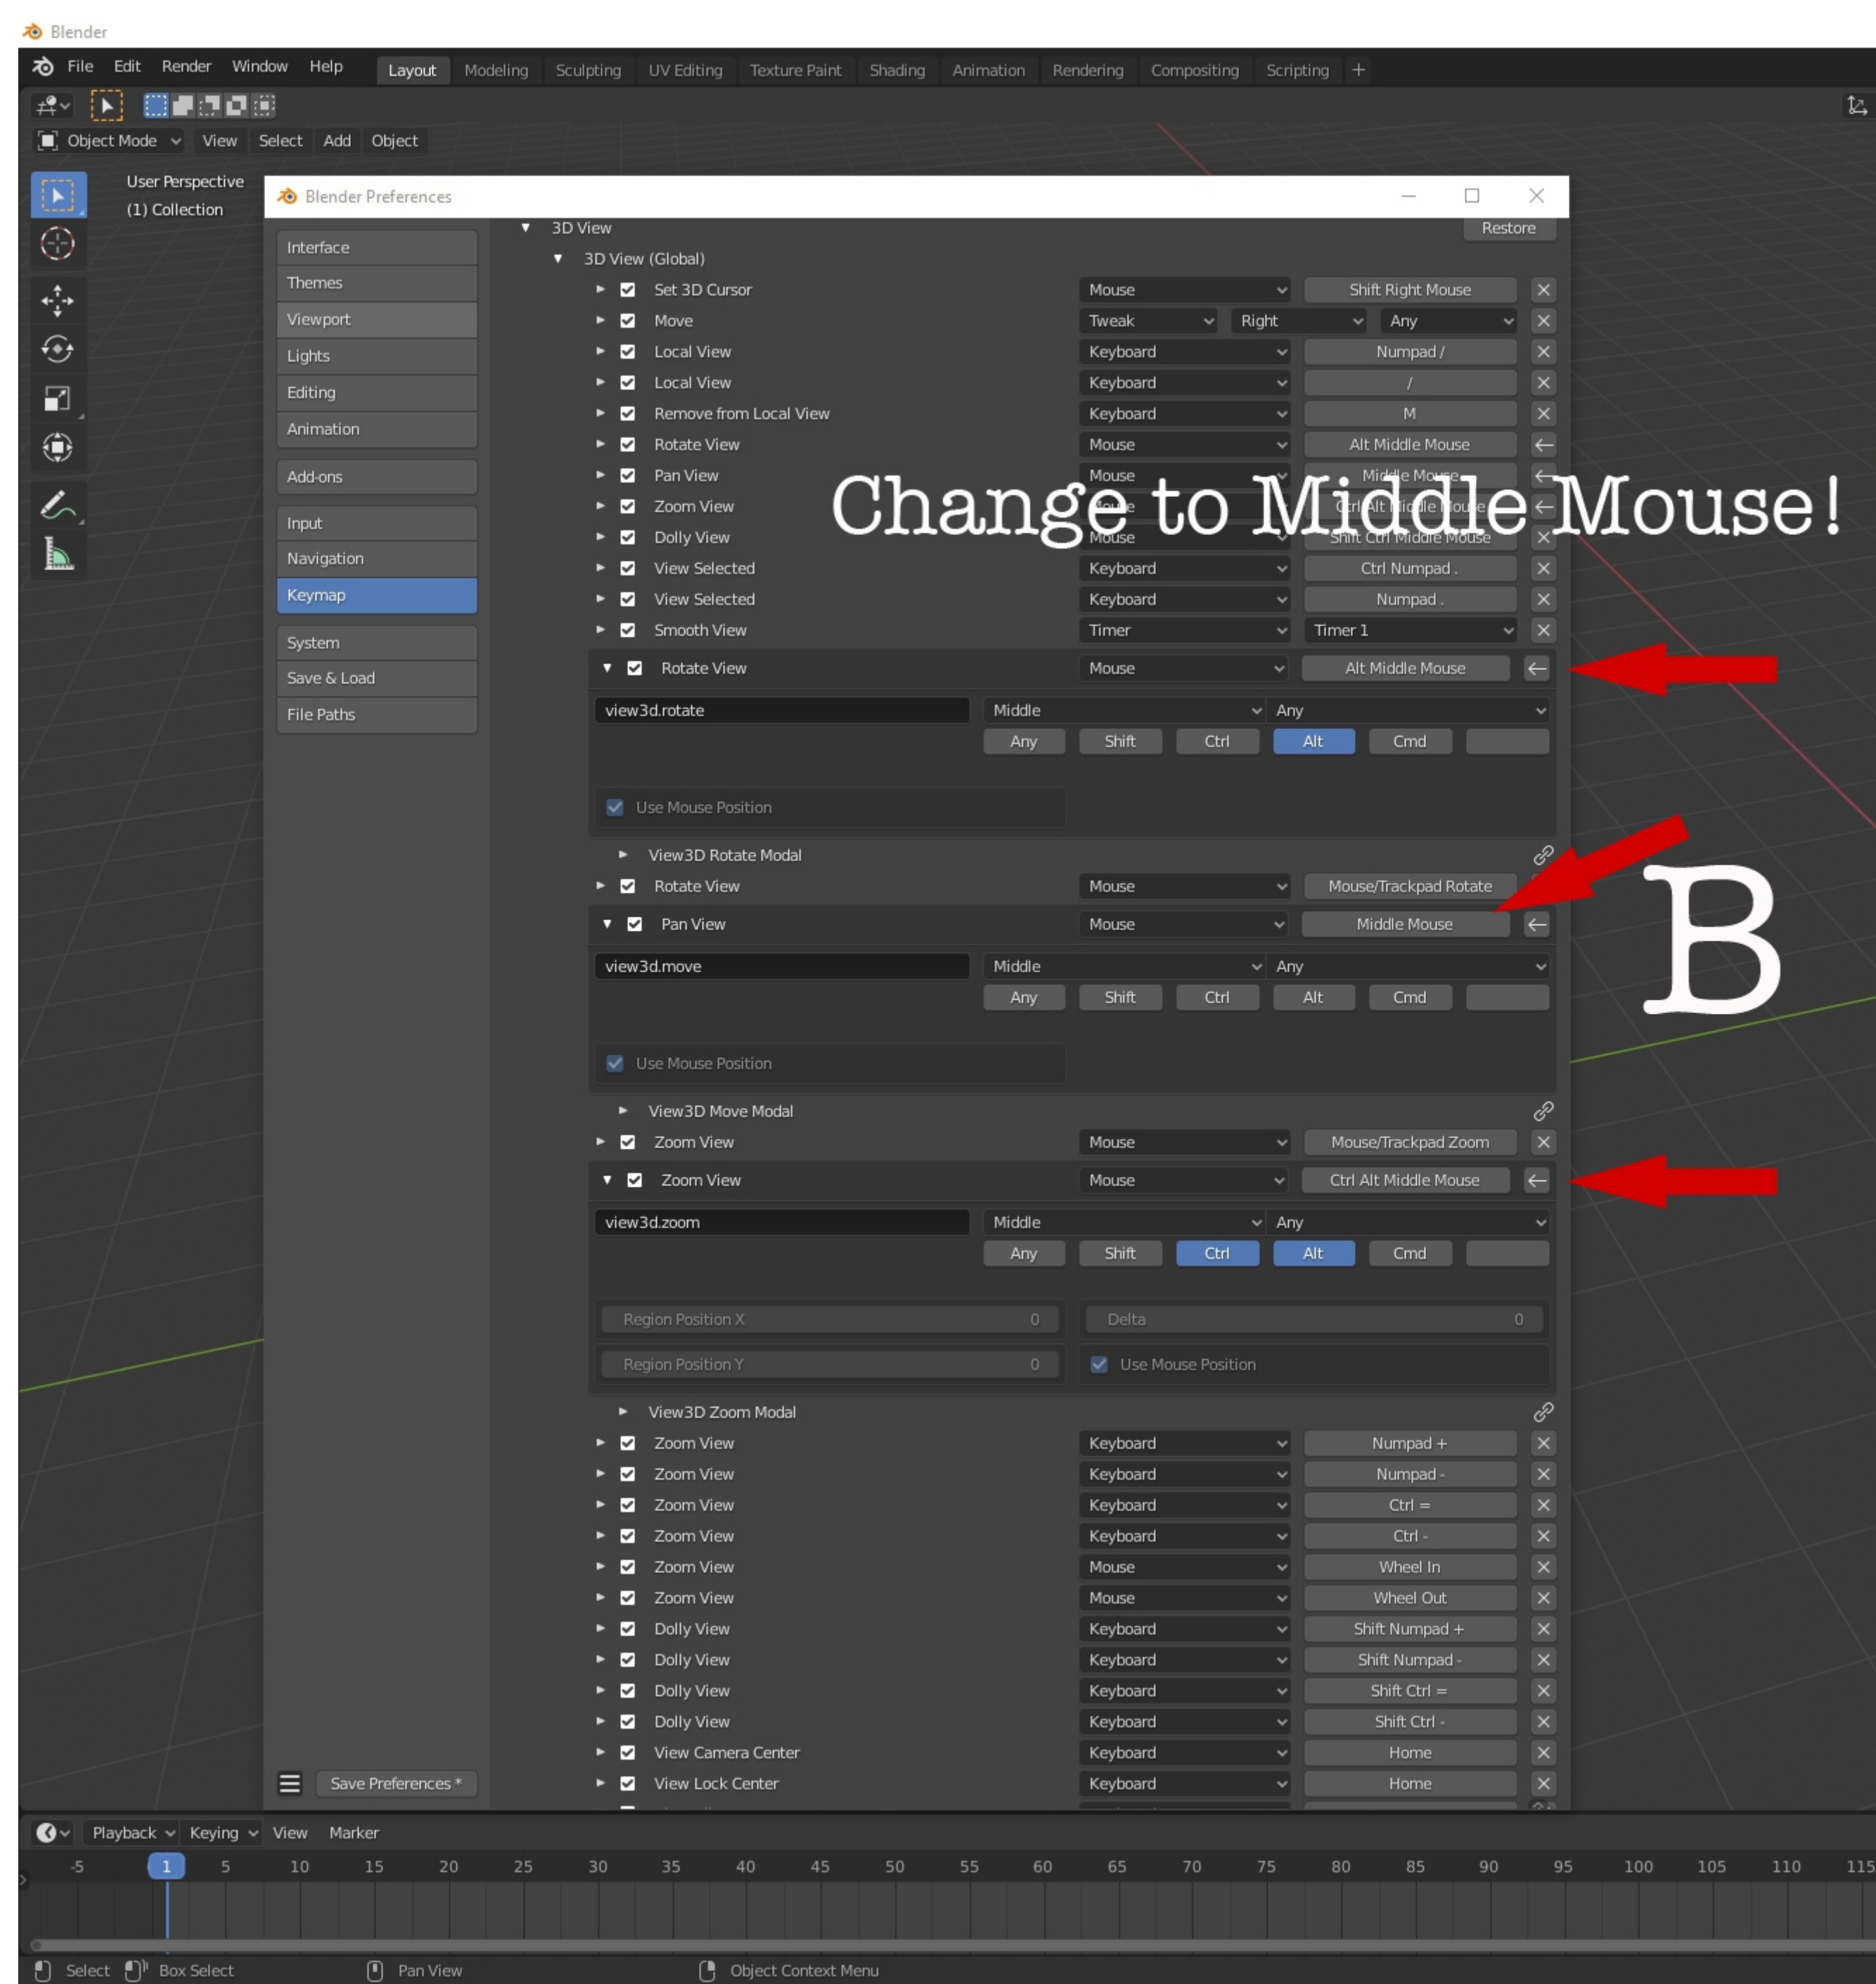 Blender
File Edit Render Window Help Layout Modeling Sculpting UV Editing Texture Paint Shading Animation Rendering Compositing Scripting +
Object Mode View Select Add Object
User Perspective
(1) Collection
Blender Preferences
Interface
Themes
Viewport
Lights
Editing
Animation
Add-ons
Input
Navigation
Keymap
System
Save & Load
File Paths
Save Preferences *
3D View Restore
3D View (Global)
Set 3D Cursor Mouse Shift Right Mouse
Move Tweak Right Any
Local View Keyboard Numpad /
Local View Keyboard /
Remove from Local View Keyboard M
Rotate View Mouse Alt Middle Mouse
Pan View Mouse Middle Mouse
Zoom View Mouse Ctrl Alt Middle Mouse
Change to Middle Mouse!
Dolly View Mouse Shift Ctrl Middle Mouse
View Selected Keyboard Ctrl Numpad .
View Selected Keyboard Numpad .
Smooth View Timer Timer 1
Rotate View Mouse Alt Middle Mouse
view3d.rotate Middle Any
Any Shift Ctrl Alt Cmd
Use Mouse Position
View3D Rotate Modal
Rotate View Mouse Mouse/Trackpad Rotate
B
Pan View Mouse Middle Mouse
view3d.move Middle Any
Any Shift Ctrl Alt Cmd
Use Mouse Position
View3D Move Modal
Zoom View Mouse Mouse/Trackpad Zoom
Zoom View Mouse Ctrl Alt Middle Mouse
view3d.zoom Middle Any
Any Shift Ctrl Alt Cmd
Region Position X 0 Delta 0
Region Position Y 0 Use Mouse Position
View3D Zoom Modal
Zoom View Keyboard Numpad +
Zoom View Keyboard Numpad -
Zoom View Keyboard Ctrl =
Zoom View Keyboard Ctrl -
Zoom View Mouse Wheel In
Zoom View Mouse Wheel Out
Dolly View Keyboard Shift Numpad +
Dolly View Keyboard Shift Numpad -
Dolly View Keyboard Shift Ctrl =
Dolly View Keyboard Shift Ctrl -
View Camera Center Keyboard Home
View Lock Center Keyboard Home
Playback Keying View Marker
-5 1 5 10 15 20 25 30 35 40 45 50 55 60 65 70 75 80 85 90 95 100 105 110 115
Select Box Select Pan View Object Context Menu